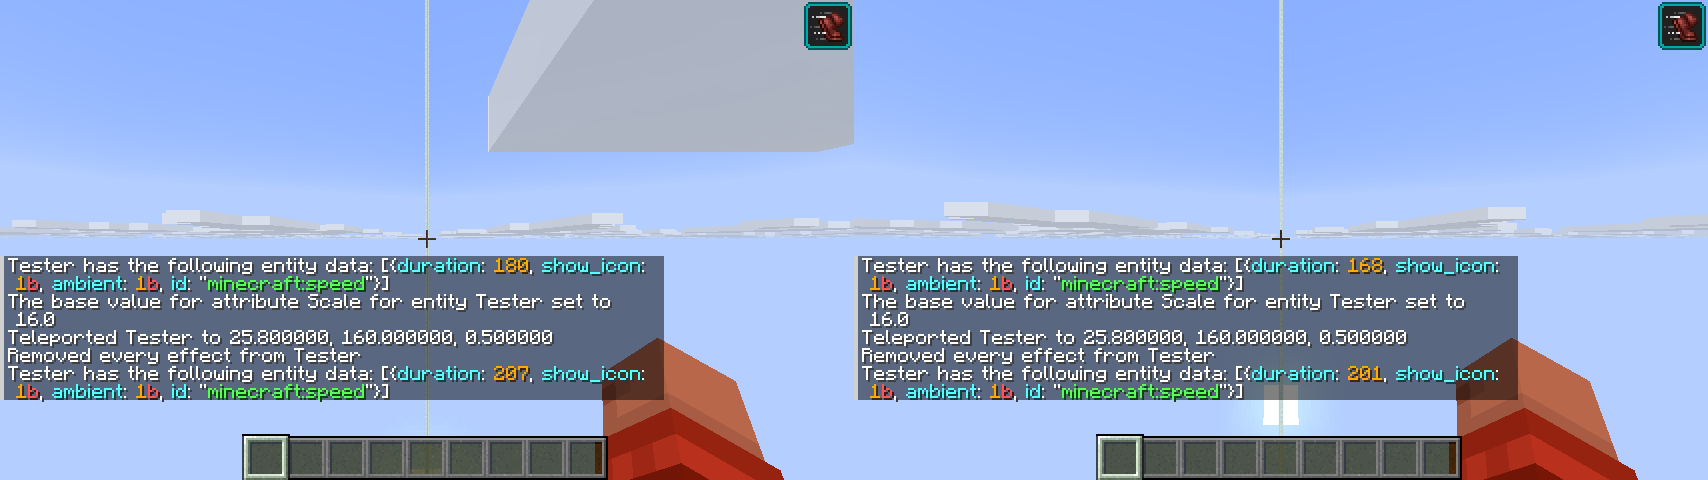 Tester has the following entity data: [{duration: 180, show_icon:
1b, ambient: 1b, id: "minecraft:speed"}]
The base value for attribute Scale for entity Tester set to
16.0
Teleported Tester to 25.800000, 160.000000, 0.500000
Removed every effect from Tester
Tester has the following entity data: [{duration: 207, show_icon:
1b, ambient: 1b, id: "minecraft:speed"}]
Tester has the following entity data: [{duration: 168, show_icon:
1b, ambient: 1b, id: "minecraft:speed"}]
The base value for attribute Scale for entity Tester set to
16.0
Teleported Tester to 25.800000, 160.000000, 0.500000
Removed every effect from Tester
Tester has the following entity data: [{duration: 201, show_icon:
1b, ambient: 1b, id: "minecraft:speed"}]